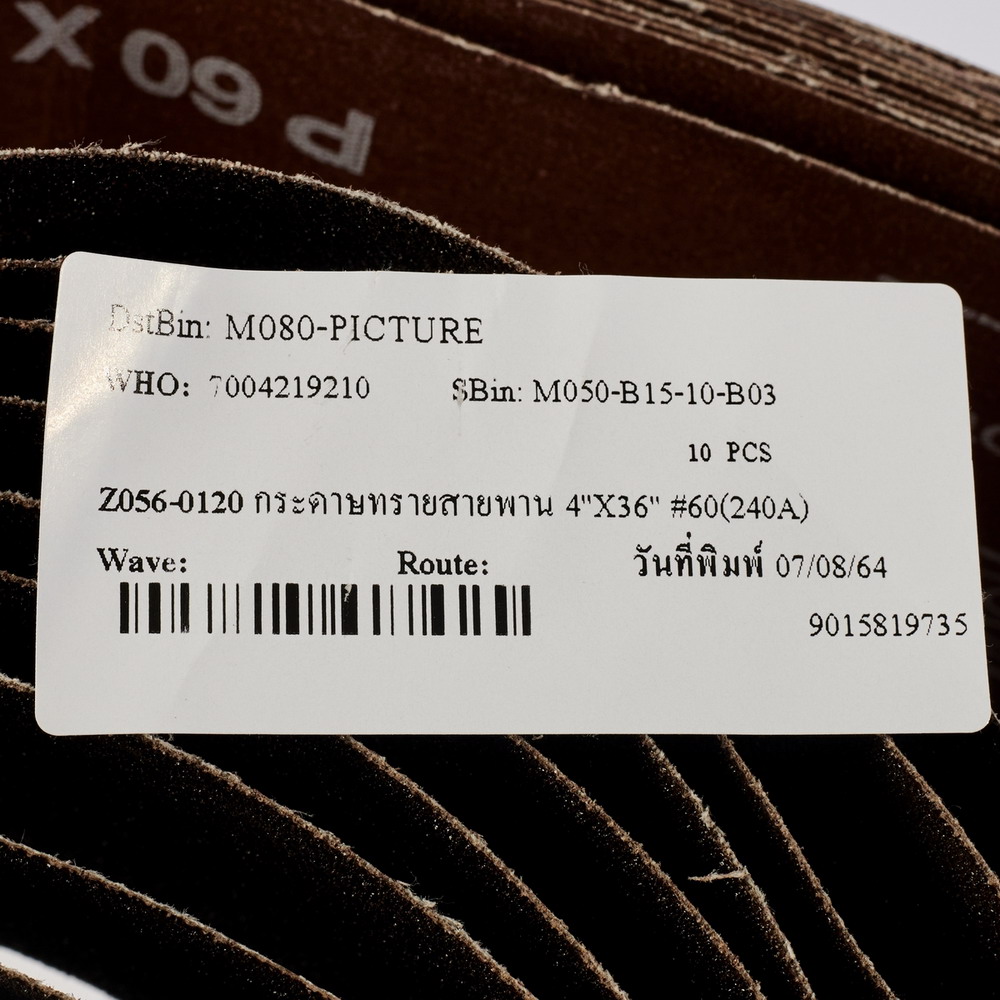 P 60 X
DstBin: M080-PICTURE
WHO: 7004219210 SBin: M050-B15-10-B03
10 PCS
Z056-0120 กระดาษทรายสายพาน 4"X36" #60(240A)
Wave: Route: วันที่พิมพ์ 07/08/64
9015819735